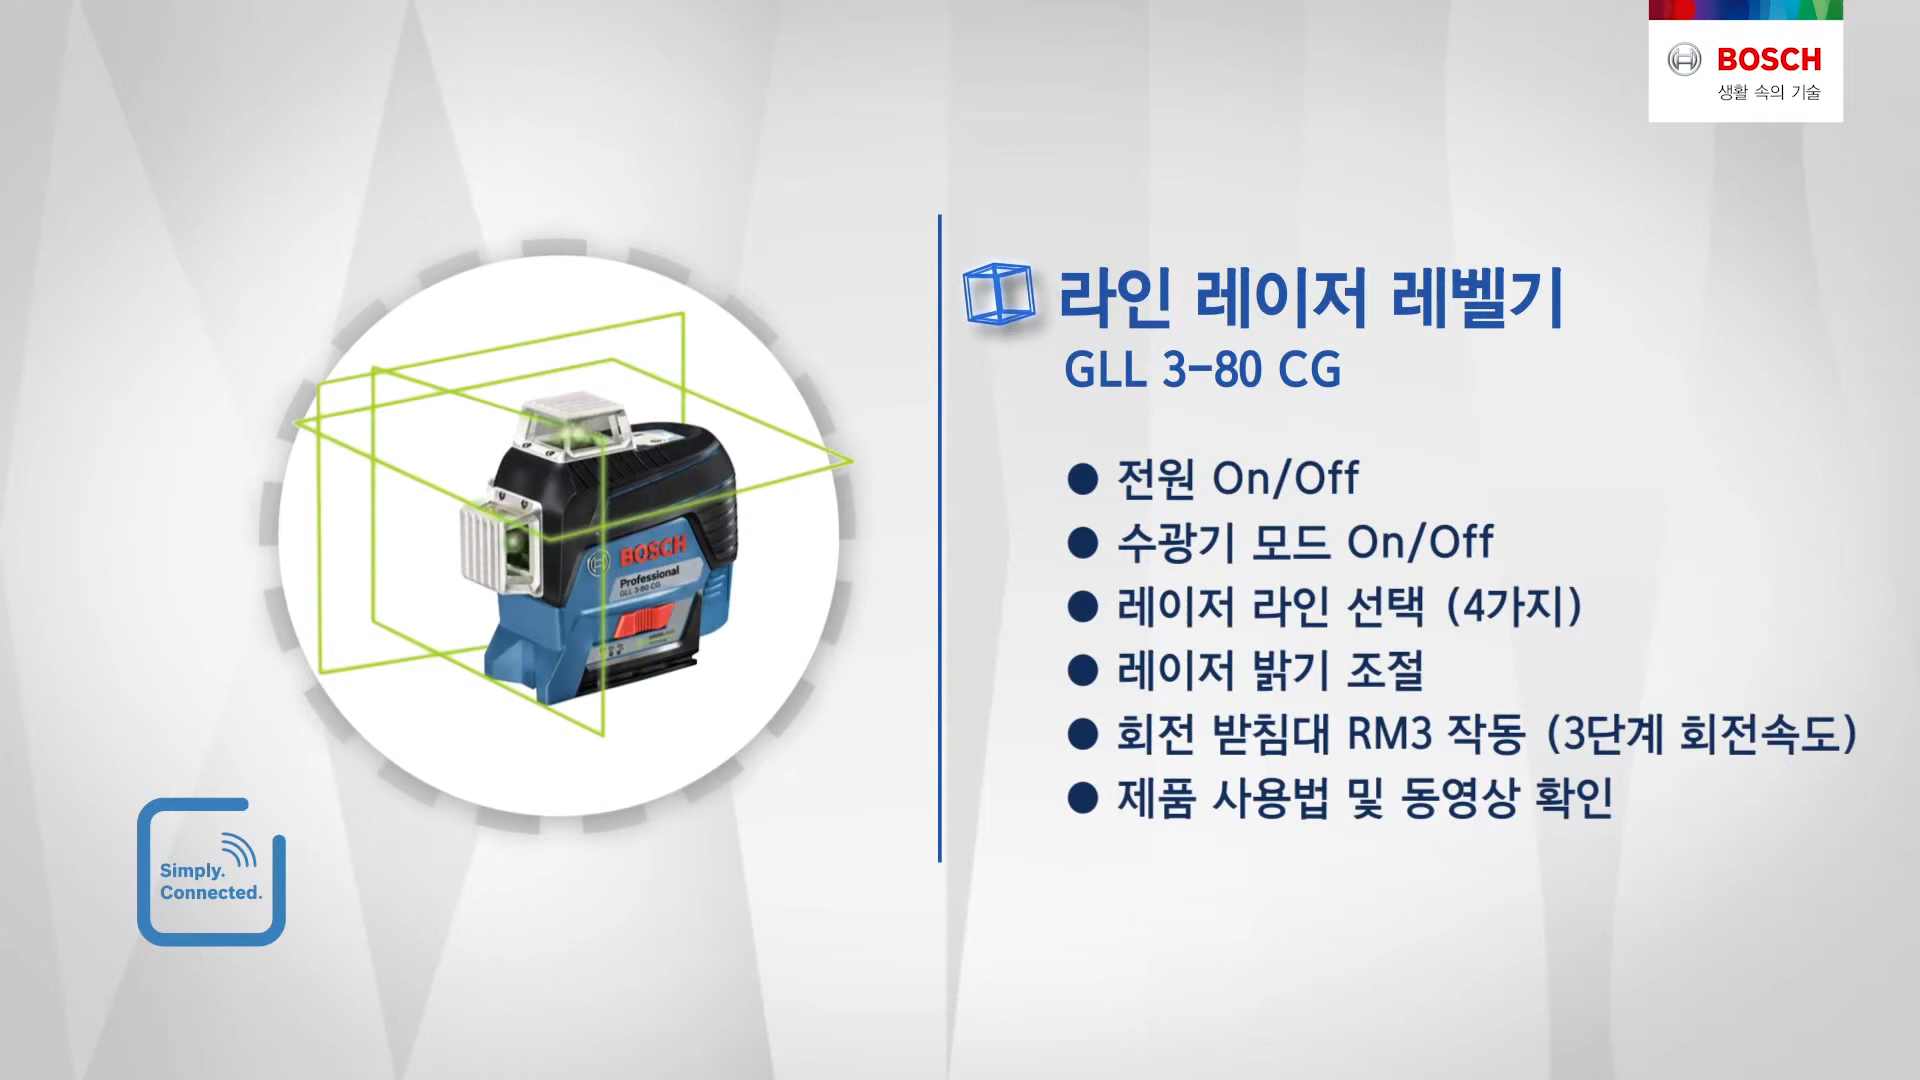 BOSCH
생활 속의 기술
라인 레이저 레벨기
GLL 3-80 CG
● 전원 On/Off
● 수광기 모드 On/Off
● 레이저 라인 선택 (4가지)
● 레이저 밝기 조절
● 회전 받침대 RM3 작동 (3단계 회전속도)
● 제품 사용법 및 동영상 확인
BOSCH
Professional
GLL 3-80 CG
Simply.
Connected.